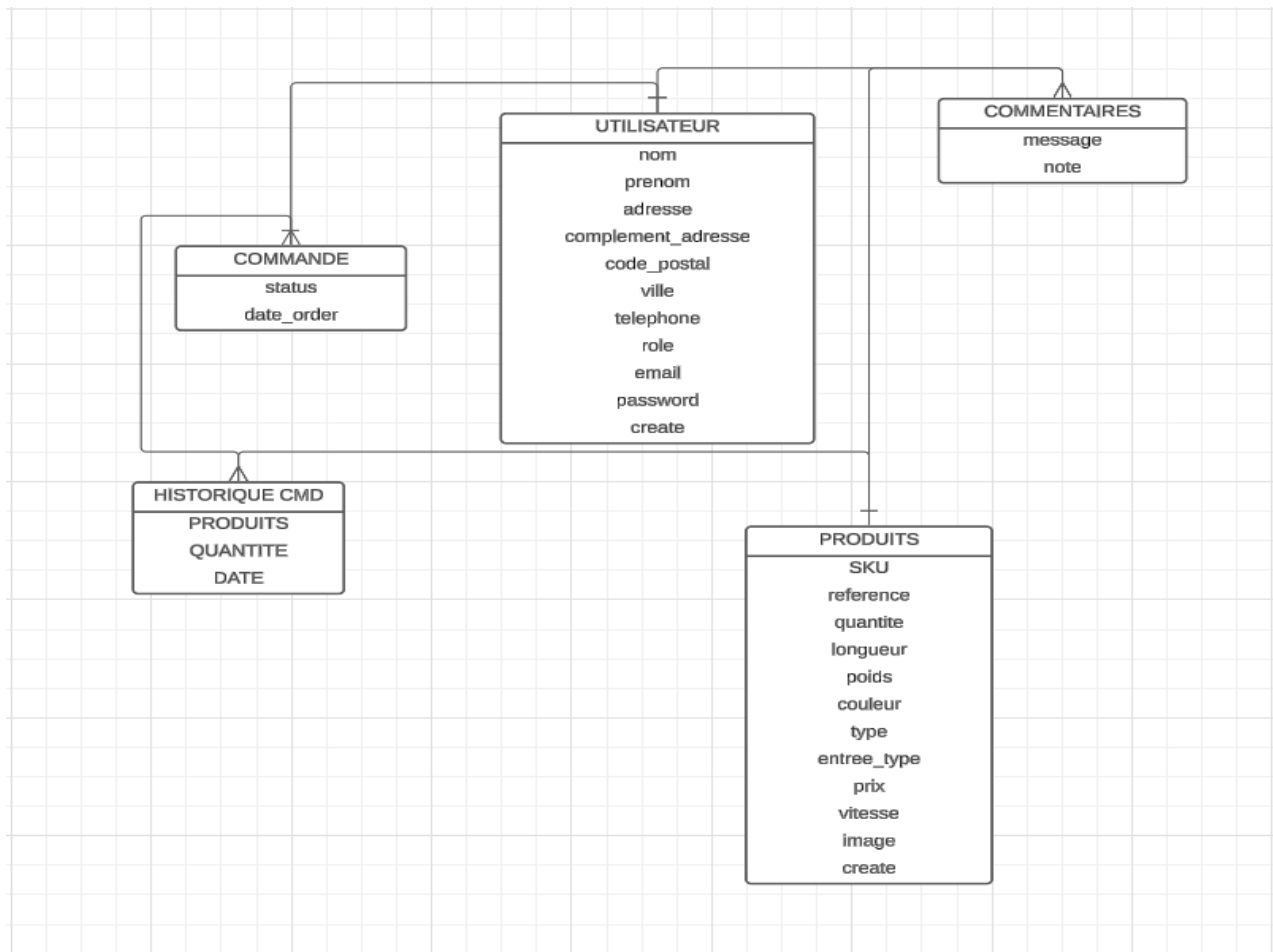 UTILISATEUR
nom
prenom
adresse
complement_adresse
code_postal
ville
telephone
role
email
password
create
COMMENTAIRES
message
note
COMMANDE
status
date_order
HISTORIQUE CMD
PRODUITS
QUANTITE
DATE
PRODUITS
SKU
reference
quantite
longueur
poids
couleur
type
entree_type
prix
vitesse
image
create